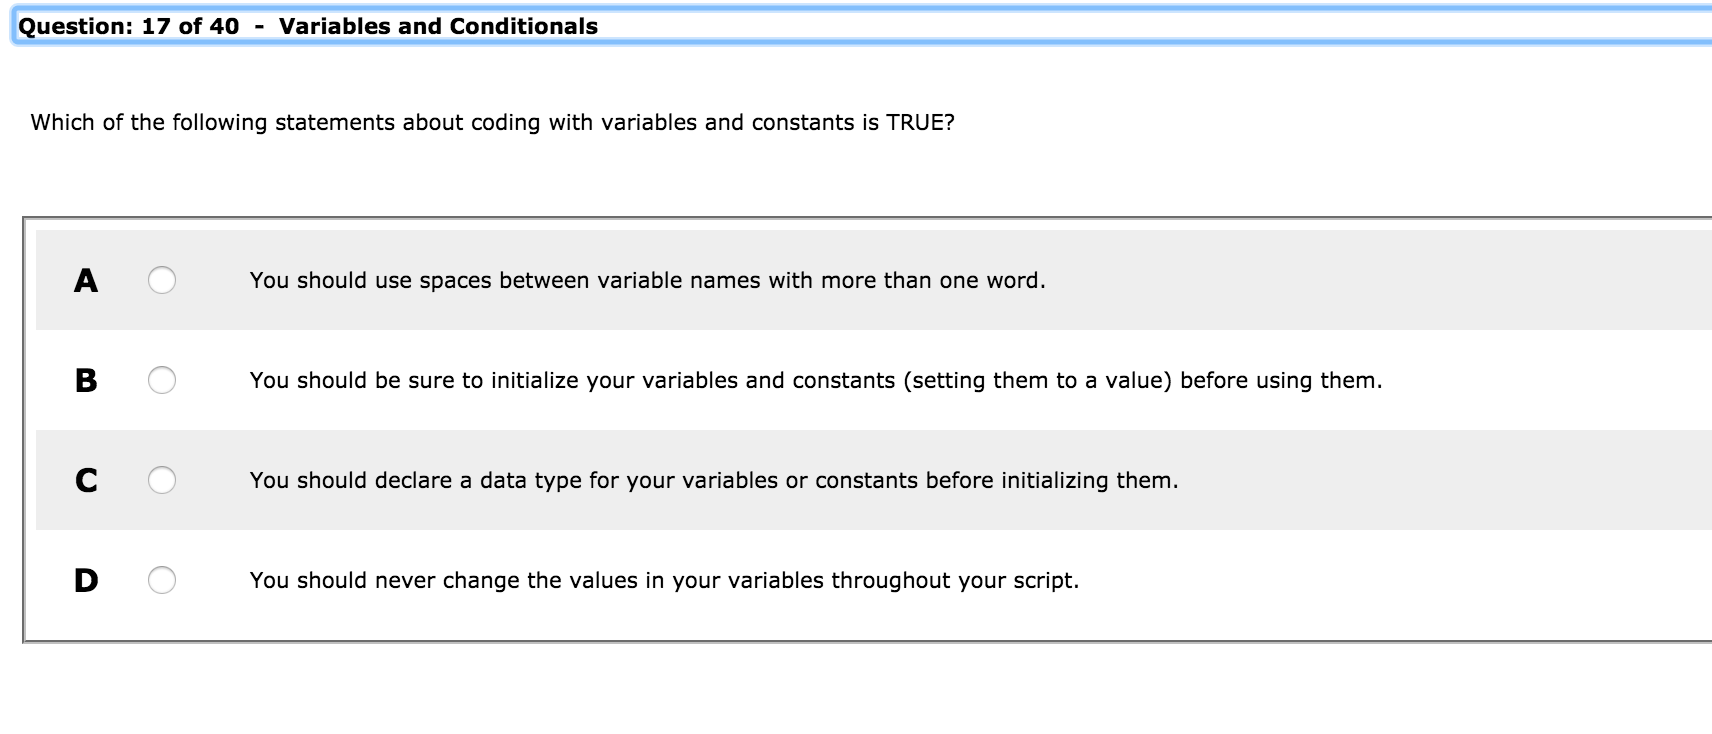 Question: 17 of 40 - Variables and Conditionals
Which of the following statements about coding with variables and constants is TRUE?
A You should use spaces between variable names with more than one word.
B You should be sure to initialize your variables and constants (setting them to a value) before using them.
C You should declare a data type for your variables or constants before initializing them.
D You should never change the values in your variables throughout your script.